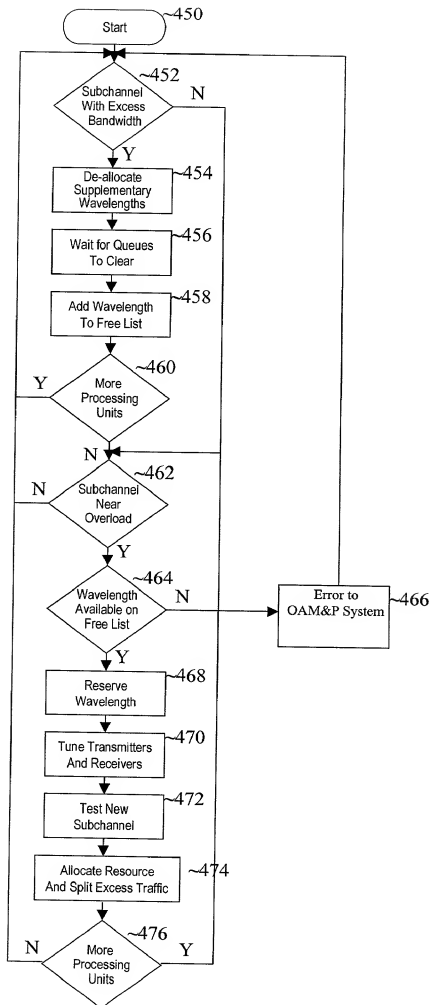 Start
~450
Subchannel
With Excess
Bandwidth
~452
N
Y
De-allocate
Supplementary
Wavelengths
~454
Wait for Queues
To Clear
~456
Add Wavelength
To Free List
~458
More
Processing
Units
~460
Y
N
Subchannel
Near
Overload
~462
N
Y
Wavelength
Available on
Free List
~464
N
Y
Error to
OAM&P System
~466
Reserve
Wavelength
~468
Tune Transmitters
And Receivers
~470
Test New
Subchannel
~472
Allocate Resource
And Split Excess Traffic
~474
More
Processing
Units
~476
N
Y